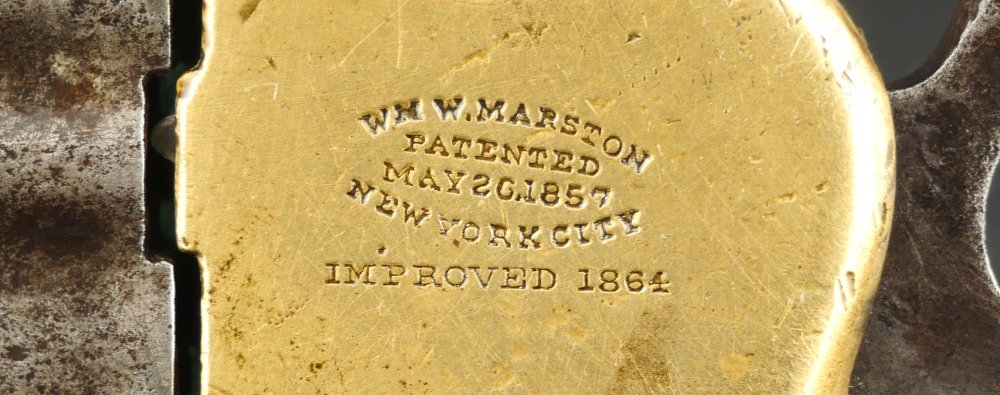 WM W. MARSTON
PATENTED
MAY 26. 1857
NEW YORK CITY
IMPROVED 1864